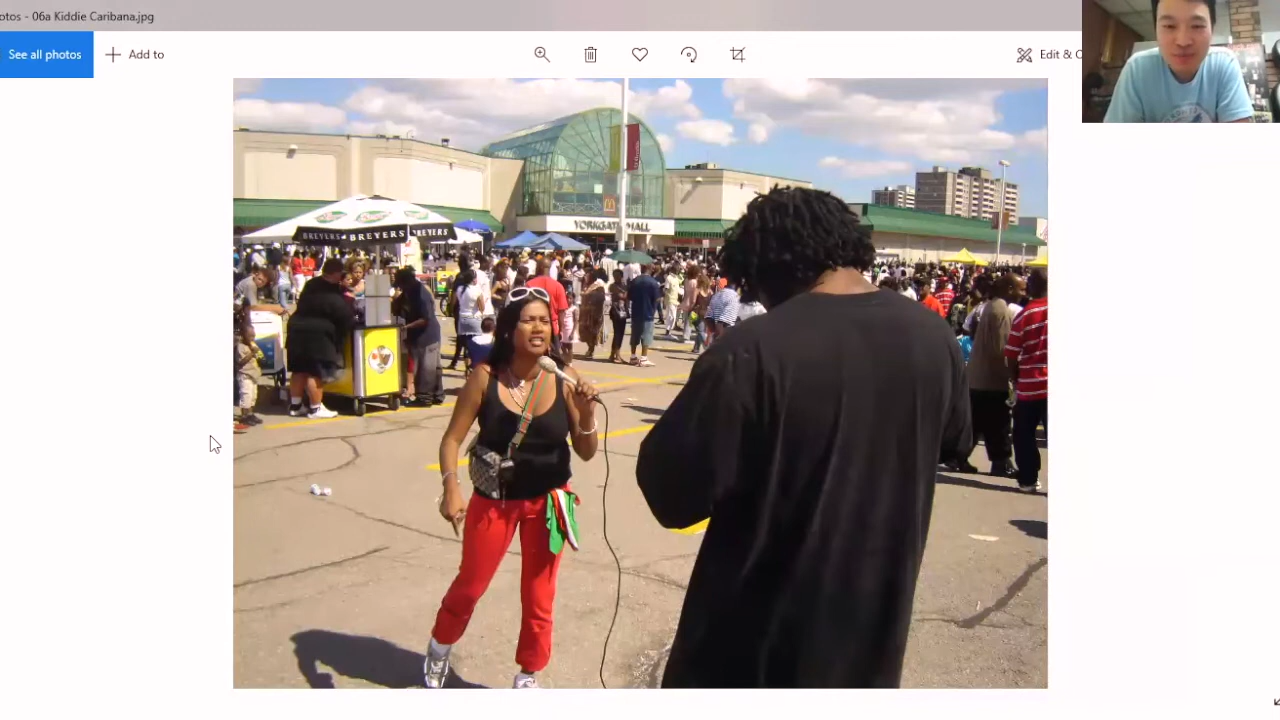 otos - 06a Kiddie Caribana.jpg
See all photos
Add to
Edit & C
BREYERS BREYERS BREYERS
YORKGATE MALL